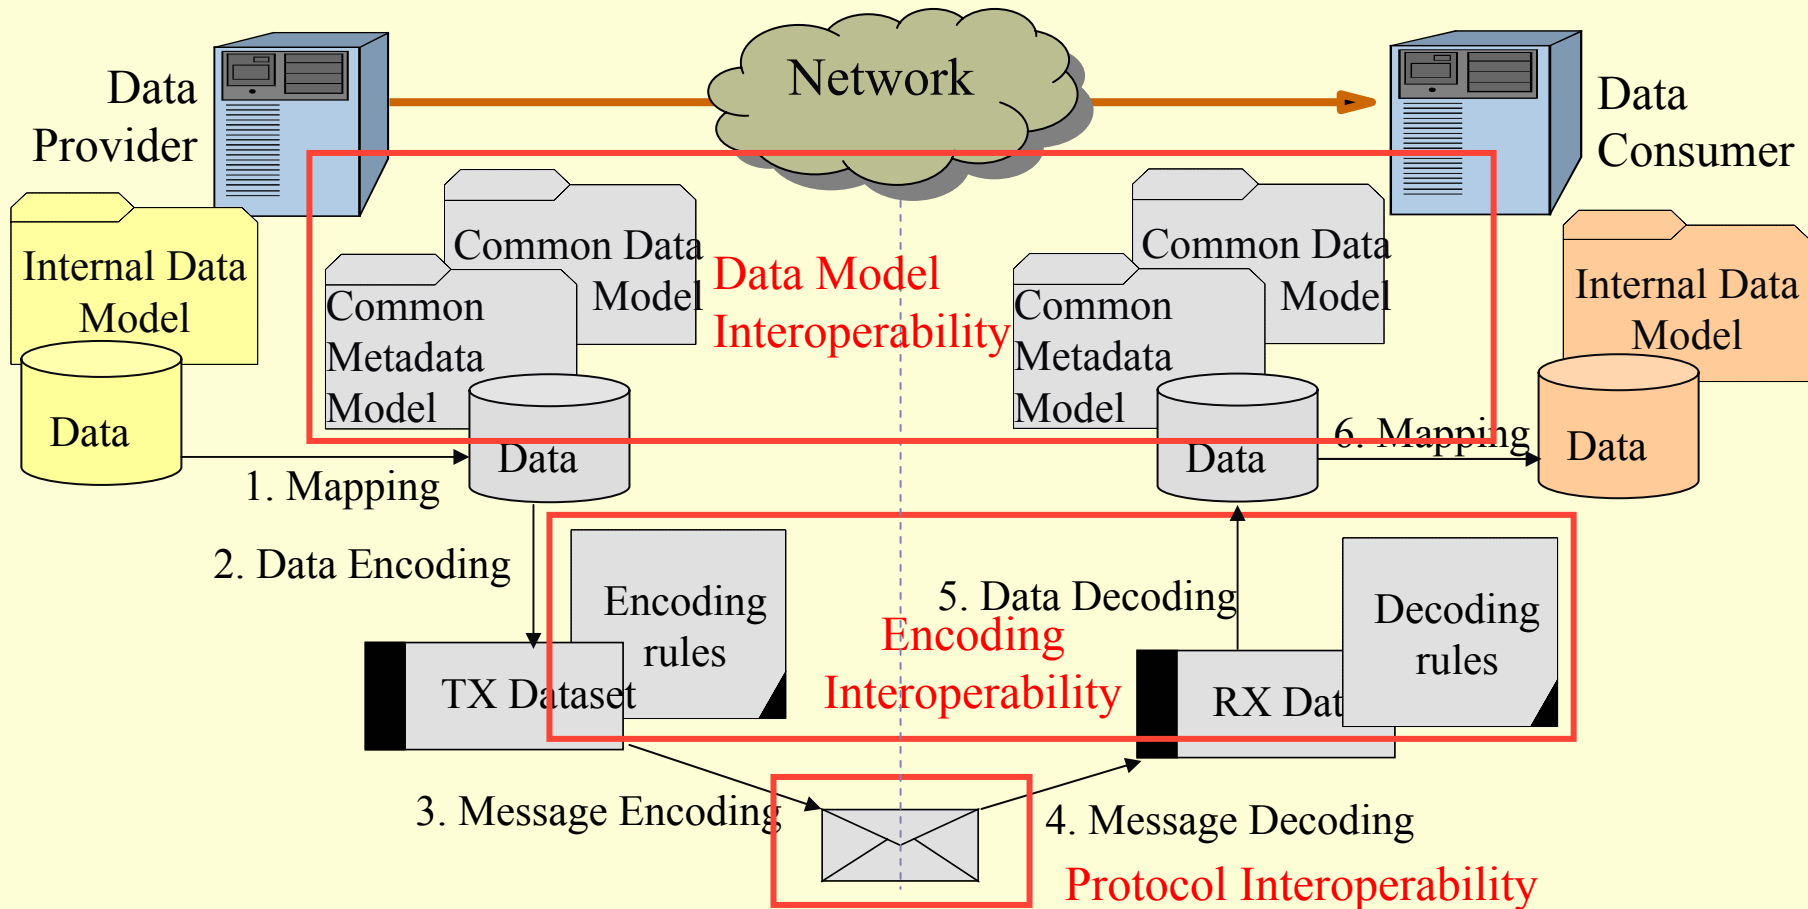 Network
Data
Provider
Data
Consumer
Internal Data
Model
Data
Common Data
Model
Common
Metadata
Model
Data
Data Model
Interoperability
Common Data
Model
Common
Metadata
Model
Data
Internal Data
Model
Data
1. Mapping
6. Mapping
2. Data Encoding
Encoding
rules
TX Dataset
5. Data Decoding
Encoding
Interoperability
Decoding
rules
RX Dat
3. Message Encoding
4. Message Decoding
Protocol Interoperability